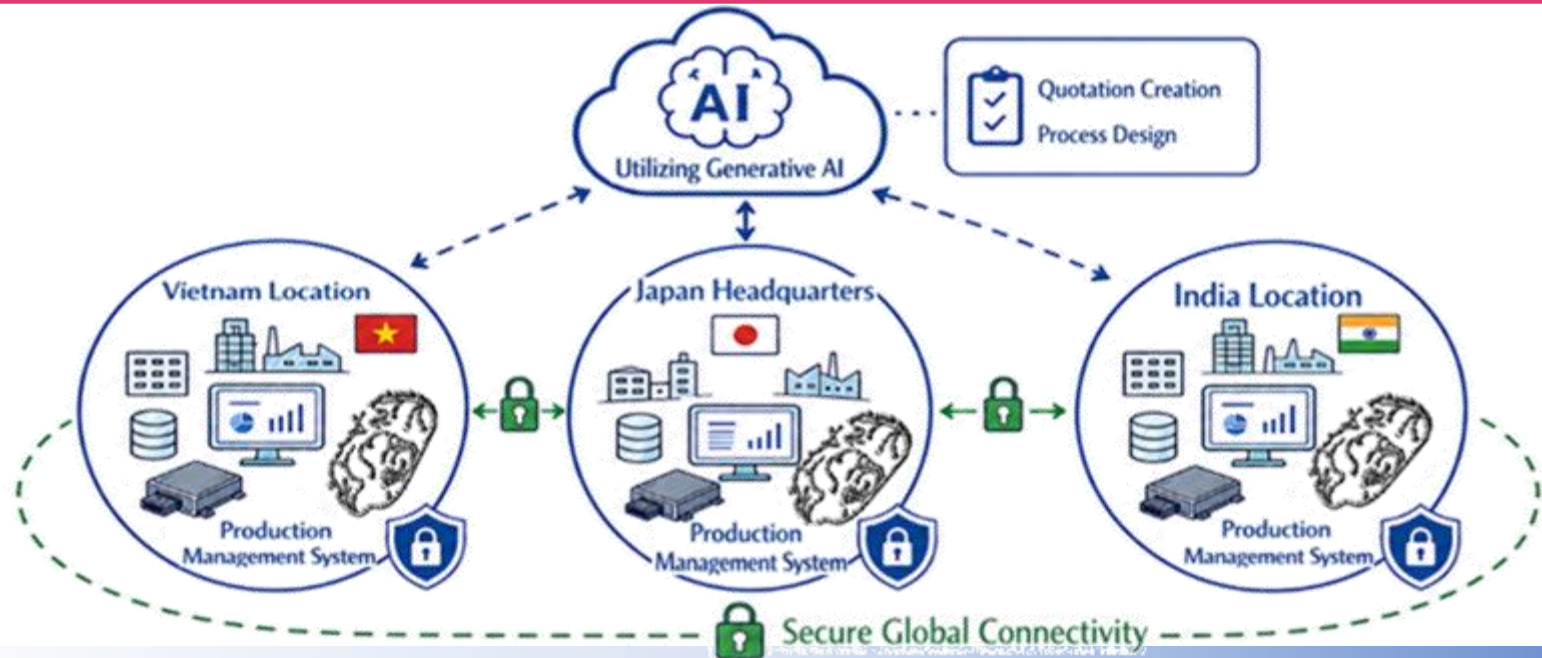 AI
Utilizing Generative AI
Quotation Creation
Process Design
Vietnam Location
Production
Management System
Japan Headquarters
Production
Management System
India Location
Production
Management System
Secure Global Connectivity